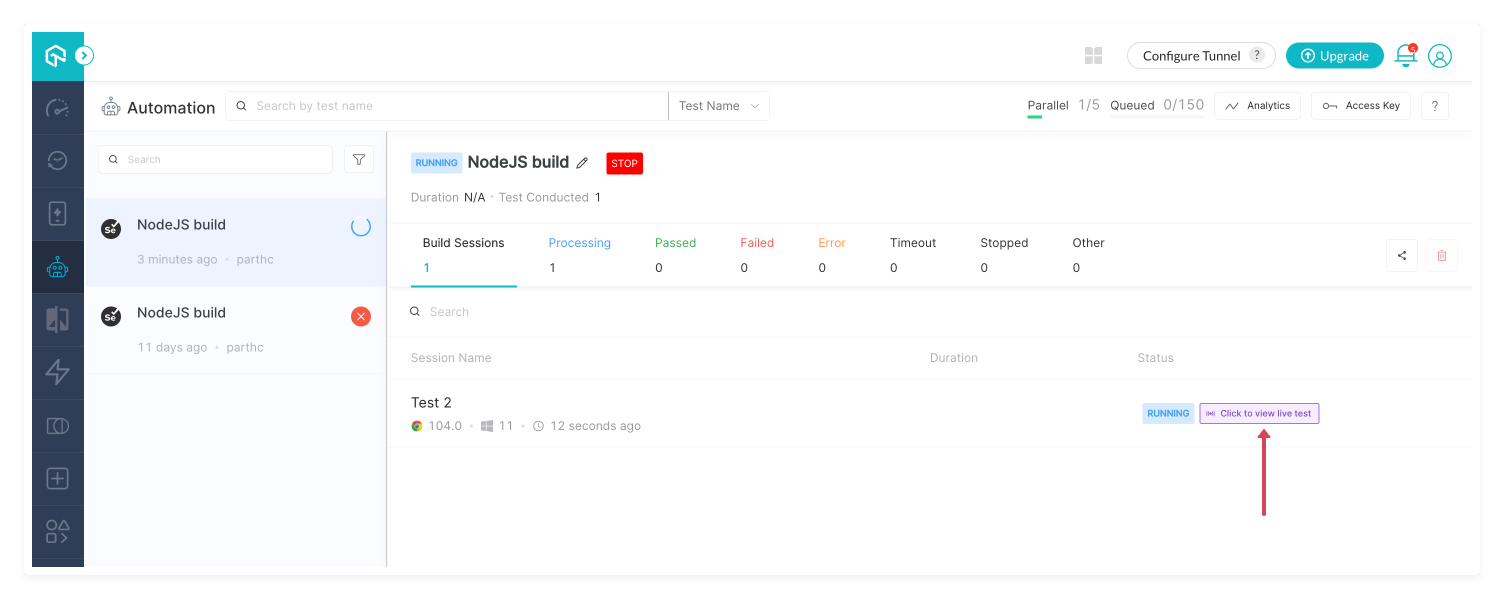 Configure Tunnel ?
Upgrade
5
Automation
Search by test name
Test Name
Parallel 1/5 Queued 0/150
Analytics
Access Key
?
Search
NodeJS build
3 minutes ago • parthc
NodeJS build
11 days ago • parthc
RUNNING NodeJS build STOP
Duration N/A • Test Conducted 1
Build Sessions Processing Passed Failed Error Timeout Stopped Other
1 1 0 0 0 0 0 0
Search
Session Name Duration Status
Test 2
RUNNING Click to view live test
104.0 • 11 • 12 seconds ago